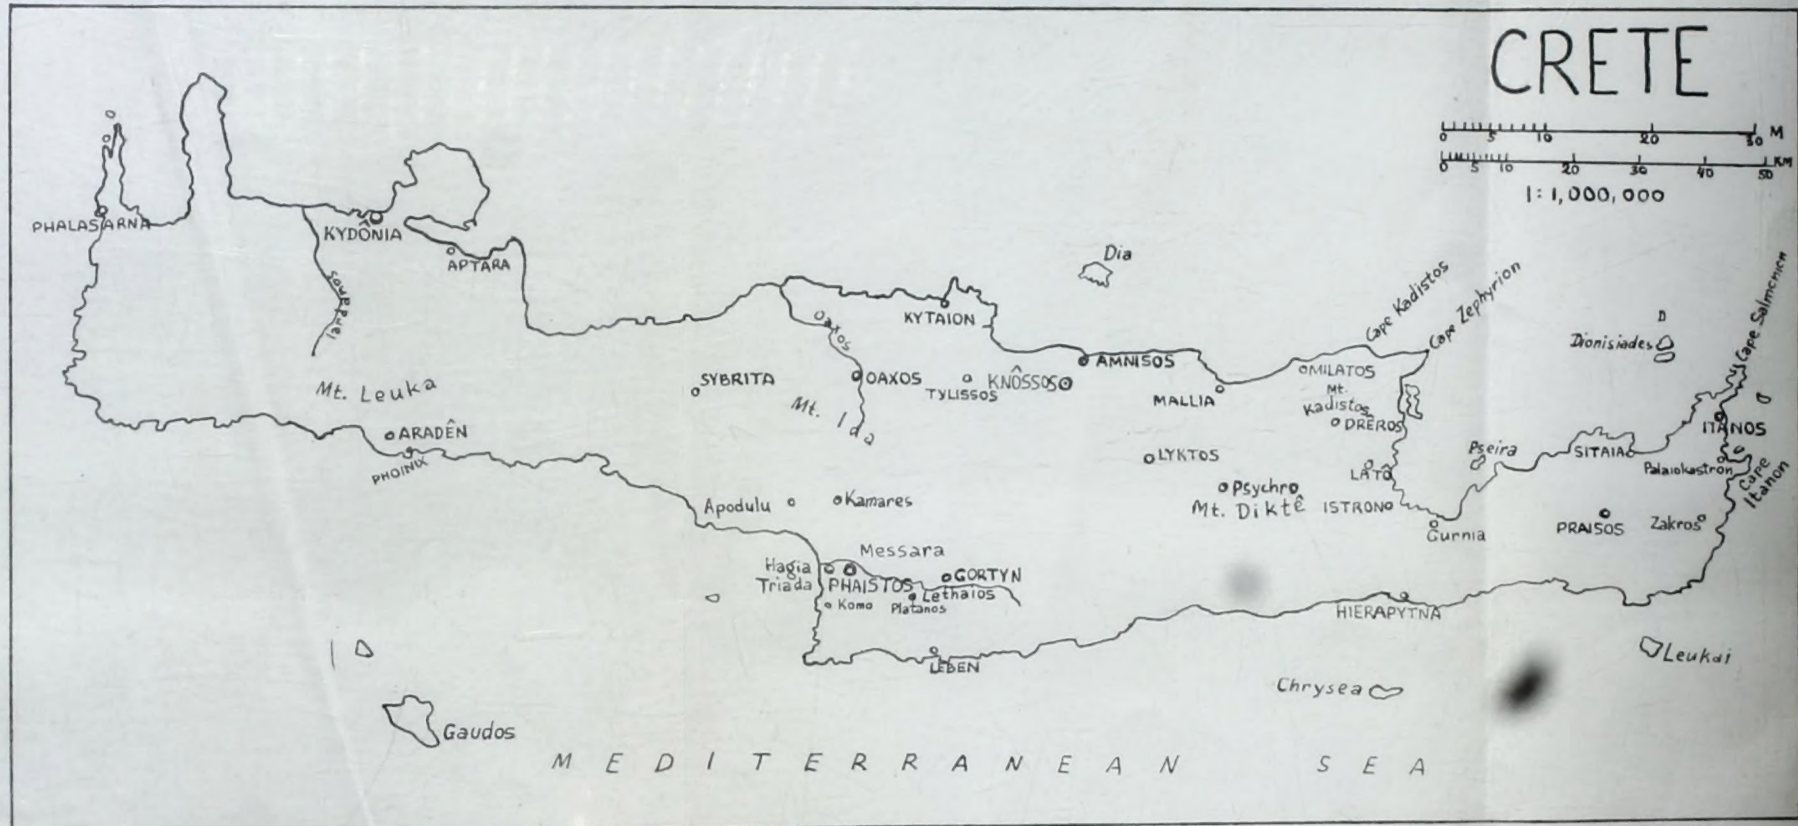 CRETE
0 5 10 20 30 M
0 5 10 20 30 40 50 KM
1:1,000,000
PHALASARNA
KYDÔNIA
APTARA
Iardanos
Dia
Cape Kadistos
Cape Zephyrion
Cape Salmonion
Dionisiades
KYTAION
Oaxos
AMNISOS
SYBRITA
OAXOS
TYLISSOS
KNÔSSOS
MALLIA
MILATOS
Mt.
Kadistos
DRÊROS
Mt. Leuka
Mt. Ida
ARADÊN
PHOINIX
LYKTOS
LATÔ
Pseira
SITAIA
ITANOS
Palaiokastron
Cape
Itanon
Apodulu
Kamares
Psychro
Mt. Diktê
ISTRON
Gurnia
PRAISOS
Zakros
Messara
Hagia
Triada
PHAISTOS
GORTYN
Lethaios
Komo
Platanos
HIERAPYTNA
LEBEN
Leukai
Chrysea
Gaudos
MEDITERRANEAN SEA